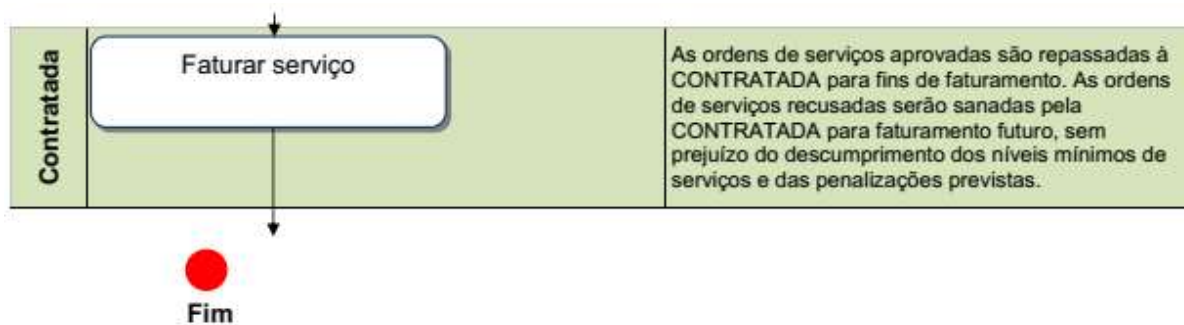 Contratada
Faturar serviço
As ordens de serviços aprovadas são repassadas à
CONTRATADA para fins de faturamento. As ordens
de serviços recusadas serão sanadas pela
CONTRATADA para faturamento futuro, sem
prejuízo do descumprimento dos níveis mínimos de
serviços e das penalizações previstas.
Fim